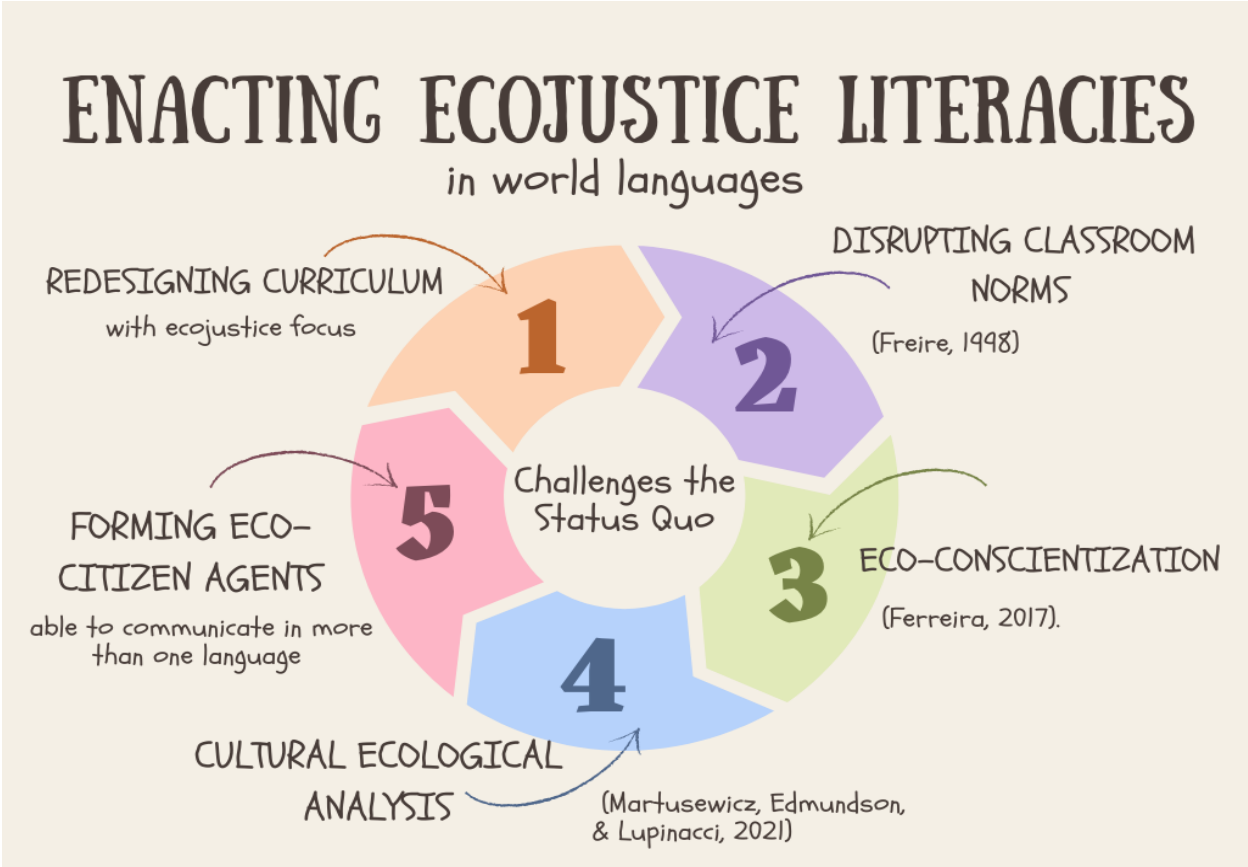 ENACTING ECOJUSTICE LITERACIES
in world languages
REDESIGNING CURRICULUM
with ecojustice focus
1
DISRUPTING CLASSROOM
NORMS
(Freire, 1998)
2
ECO-CONSCIENTIZATION
(Ferreira, 2017).
3
CULTURAL ECOLOGICAL
ANALYSIS
(Martusewicz, Edmundson,
& Lupinacci, 2021)
4
FORMING ECO-
CITIZEN AGENTS
able to communicate in more
than one language
5
Challenges the
Status Quo